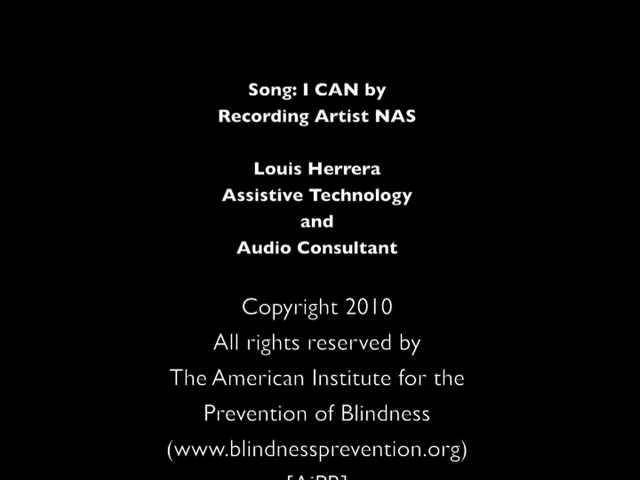 Song: I CAN by
Recording Artist NAS
Louis Herrera
Assistive Technology
and
Audio Consultant
Copyright 2010
All rights reserved by
The American Institute for the
Prevention of Blindness
(www.blindnessprevention.org)